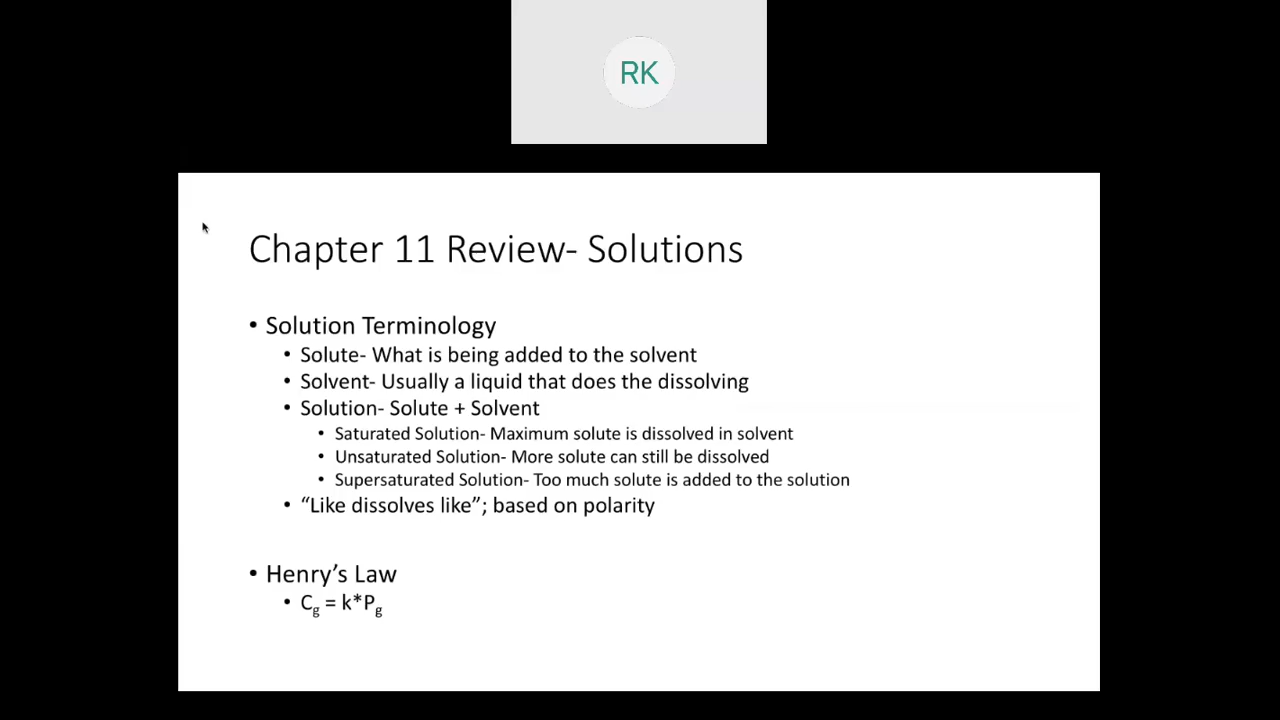 RK
Chapter 11 Review- Solutions
• Solution Terminology
• Solute- What is being added to the solvent
• Solvent- Usually a liquid that does the dissolving
• Solution- Solute + Solvent
• Saturated Solution- Maximum solute is dissolved in solvent
• Unsaturated Solution- More solute can still be dissolved
• Supersaturated Solution- Too much solute is added to the solution
• “Like dissolves like”; based on polarity
• Henry’s Law
• Cg = k*Pg